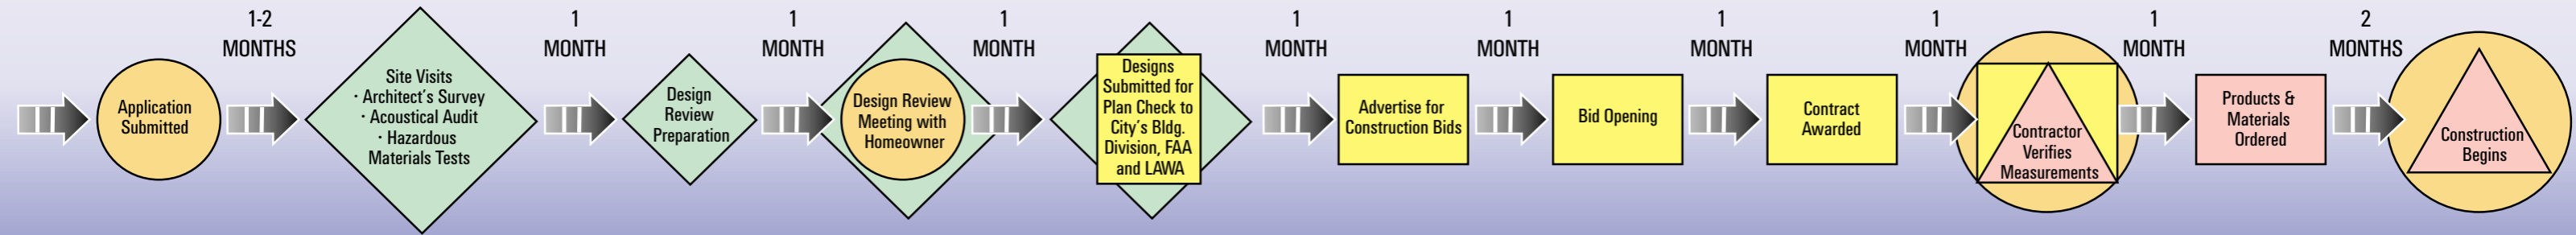 1-2
MONTHS
1
MONTH
1
MONTH
1
MONTH
1
MONTH
1
MONTH
1
MONTH
1
MONTH
1
MONTH
2
MONTHS
Application
Submitted
Site Visits
· Architect's Survey
· Acoustical Audit
· Hazardous
Materials Tests
Design
Review
Preparation
Design Review
Meeting with
Homeowner
Designs
Submitted for
Plan Check to
City's Bldg.
Division, FAA
and LAWA
Advertise for
Construction Bids
Bid Opening
Contract
Awarded
Contractor
Verifies
Measurements
Products &
Materials
Ordered
Construction
Begins